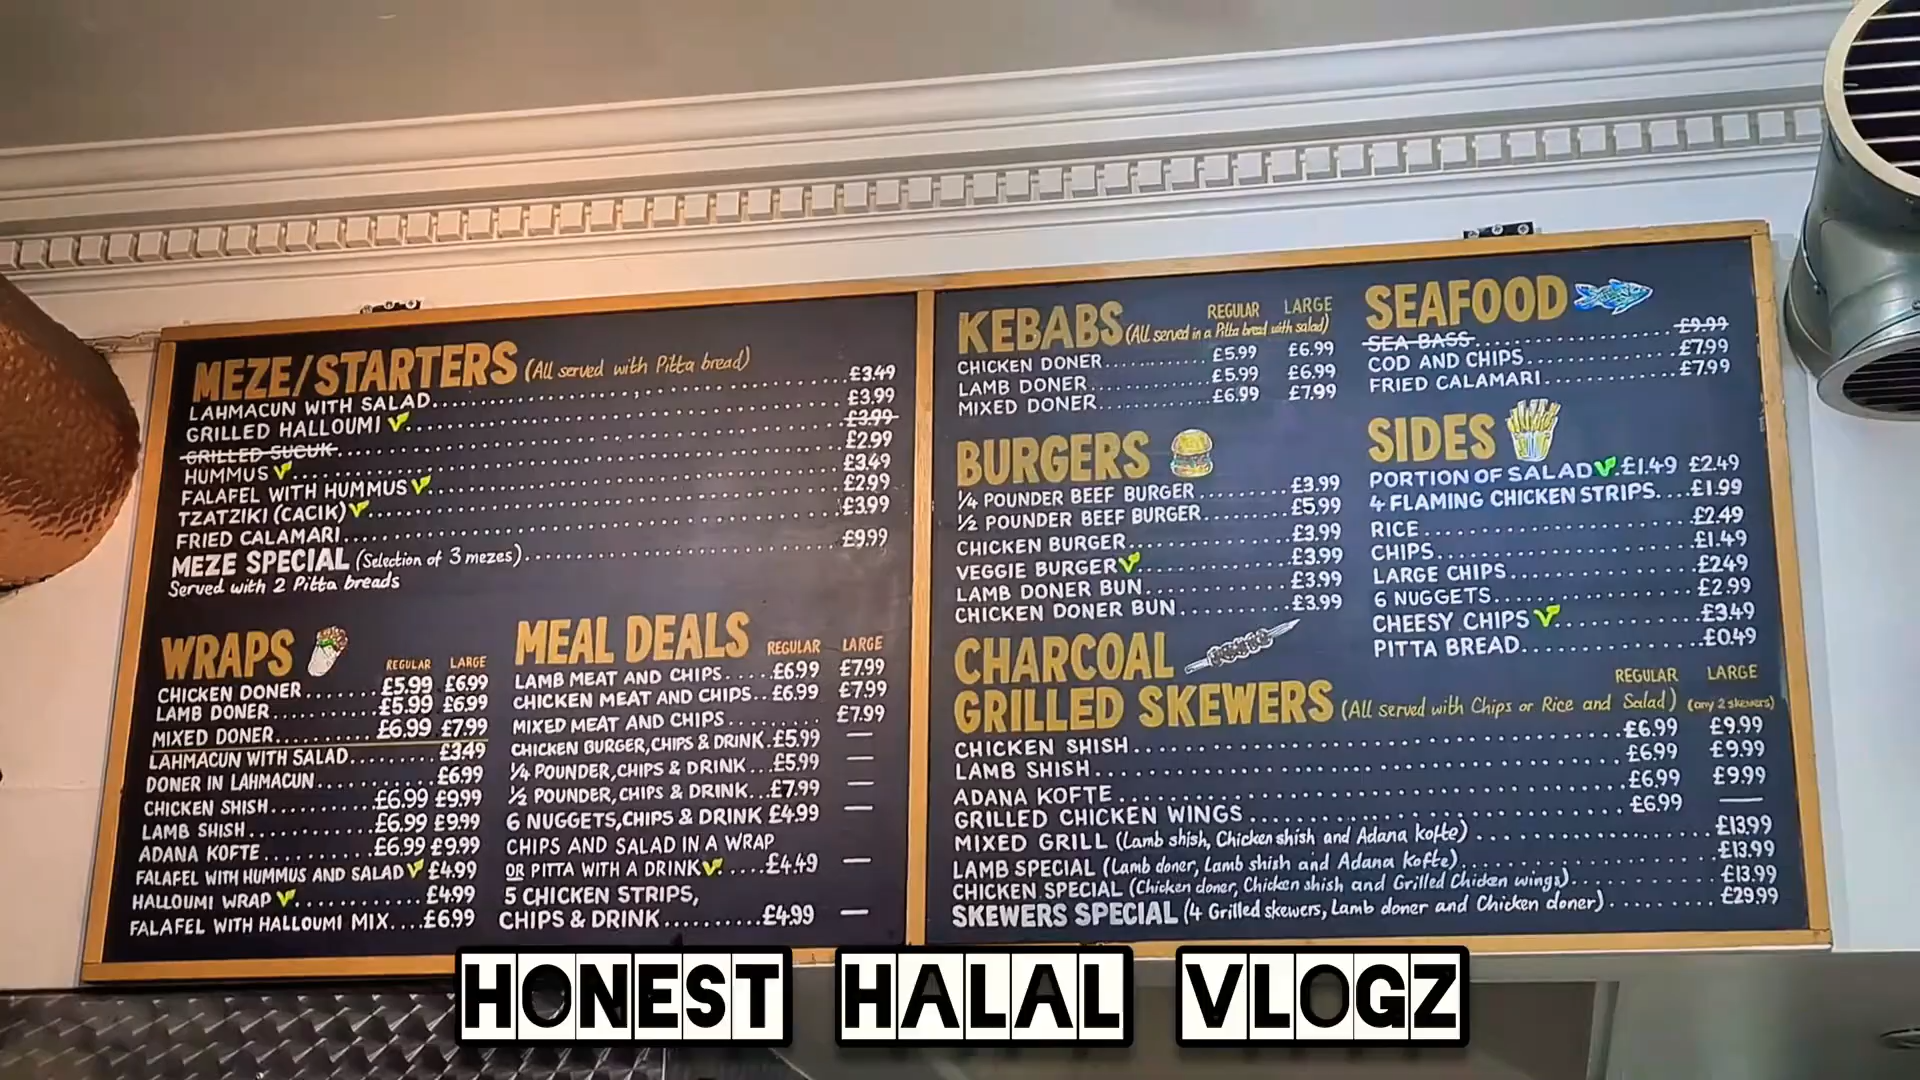 MEZE/STARTERS (All served with Pitta bread)
LAHMACUN WITH SALAD £3.49
GRILLED HALLOUMI £3.99
GRILLED SUCUK £3.99
HUMMUS £2.99
FALAFEL WITH HUMMUS £3.49
TZATZIKI (CACIK) £2.99
FRIED CALAMARI £3.99
MEZE SPECIAL (Selection of 3 mezes) £9.99
Served with 2 Pitta breads
WRAPS REGULAR LARGE
CHICKEN DONER £5.99 £6.99
LAMB DONER £5.99 £6.99
MIXED DONER £6.99 £7.99
LAHMACUN WITH SALAD £3.49
DONER IN LAHMACUN £6.99
CHICKEN SHISH £6.99 £9.99
LAMB SHISH £6.99 £9.99
ADANA KOFTE £6.99 £9.99
FALAFEL WITH HUMMUS AND SALAD £4.99
HALLOUMI WRAP £4.99
FALAFEL WITH HALLOUMI MIX £6.99
MEAL DEALS REGULAR LARGE
LAMB MEAT AND CHIPS £6.99 £7.99
CHICKEN MEAT AND CHIPS £6.99 £7.99
MIXED MEAT AND CHIPS £7.99
CHICKEN BURGER, CHIPS & DRINK £5.99 —
1/4 POUNDER, CHIPS & DRINK £5.99 —
1/2 POUNDER, CHIPS & DRINK £7.99 —
6 NUGGETS, CHIPS & DRINK £4.99 —
CHIPS AND SALAD IN A WRAP
OR PITTA WITH A DRINK £4.49 —
5 CHICKEN STRIPS,
CHIPS & DRINK £4.99 —
KEBABS (All served in a Pitta bread with salad) REGULAR LARGE
CHICKEN DONER £5.99 £6.99
LAMB DONER £5.99 £6.99
MIXED DONER £6.99 £7.99
BURGERS
1/4 POUNDER BEEF BURGER £3.99
1/2 POUNDER BEEF BURGER £5.99
CHICKEN BURGER £3.99
VEGGIE BURGER £3.99
LAMB DONER BUN £3.99
CHICKEN DONER BUN £3.99
SEAFOOD
SEA BASS £9.99
COD AND CHIPS £7.99
FRIED CALAMARI £7.99
SIDES
PORTION OF SALAD £1.49 £2.49
4 FLAMING CHICKEN STRIPS £1.99
RICE £2.49
CHIPS £1.49
LARGE CHIPS £2.49
6 NUGGETS £2.99
CHEESY CHIPS £3.49
PITTA BREAD £0.49
CHARCOAL
GRILLED SKEWERS (All served with Chips or Rice and Salad) REGULAR LARGE (any 2 skewers)
CHICKEN SHISH £6.99 £9.99
LAMB SHISH £6.99 £9.99
ADANA KOFTE £6.99 £9.99
GRILLED CHICKEN WINGS £6.99 —
MIXED GRILL (Lamb shish, Chicken shish and Adana kofte) £13.99
LAMB SPECIAL (Lamb doner, Lamb shish and Adana Kofte) £13.99
CHICKEN SPECIAL (Chicken doner, Chicken shish and Grilled Chicken wings) £13.99
SKEWERS SPECIAL (4 Grilled skewers, Lamb doner and Chicken doner) £29.99
HONEST HALAL VLOGZ